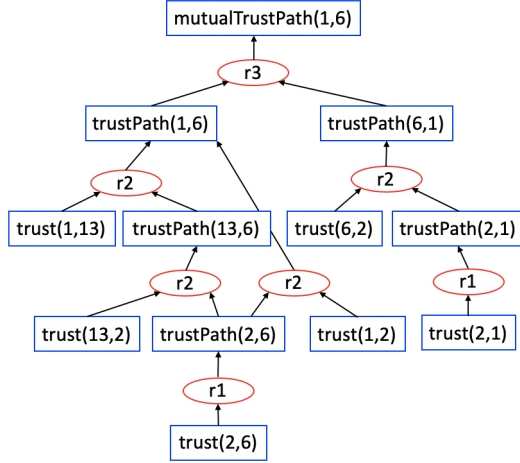 mutualTrustPath(1,6)
r3
trustPath(1,6)
trustPath(6,1)
r2
r2
trust(1,13)
trustPath(13,6)
trust(6,2)
trustPath(2,1)
r2
r2
r1
trust(13,2)
trustPath(2,6)
trust(1,2)
trust(2,1)
r1
trust(2,6)